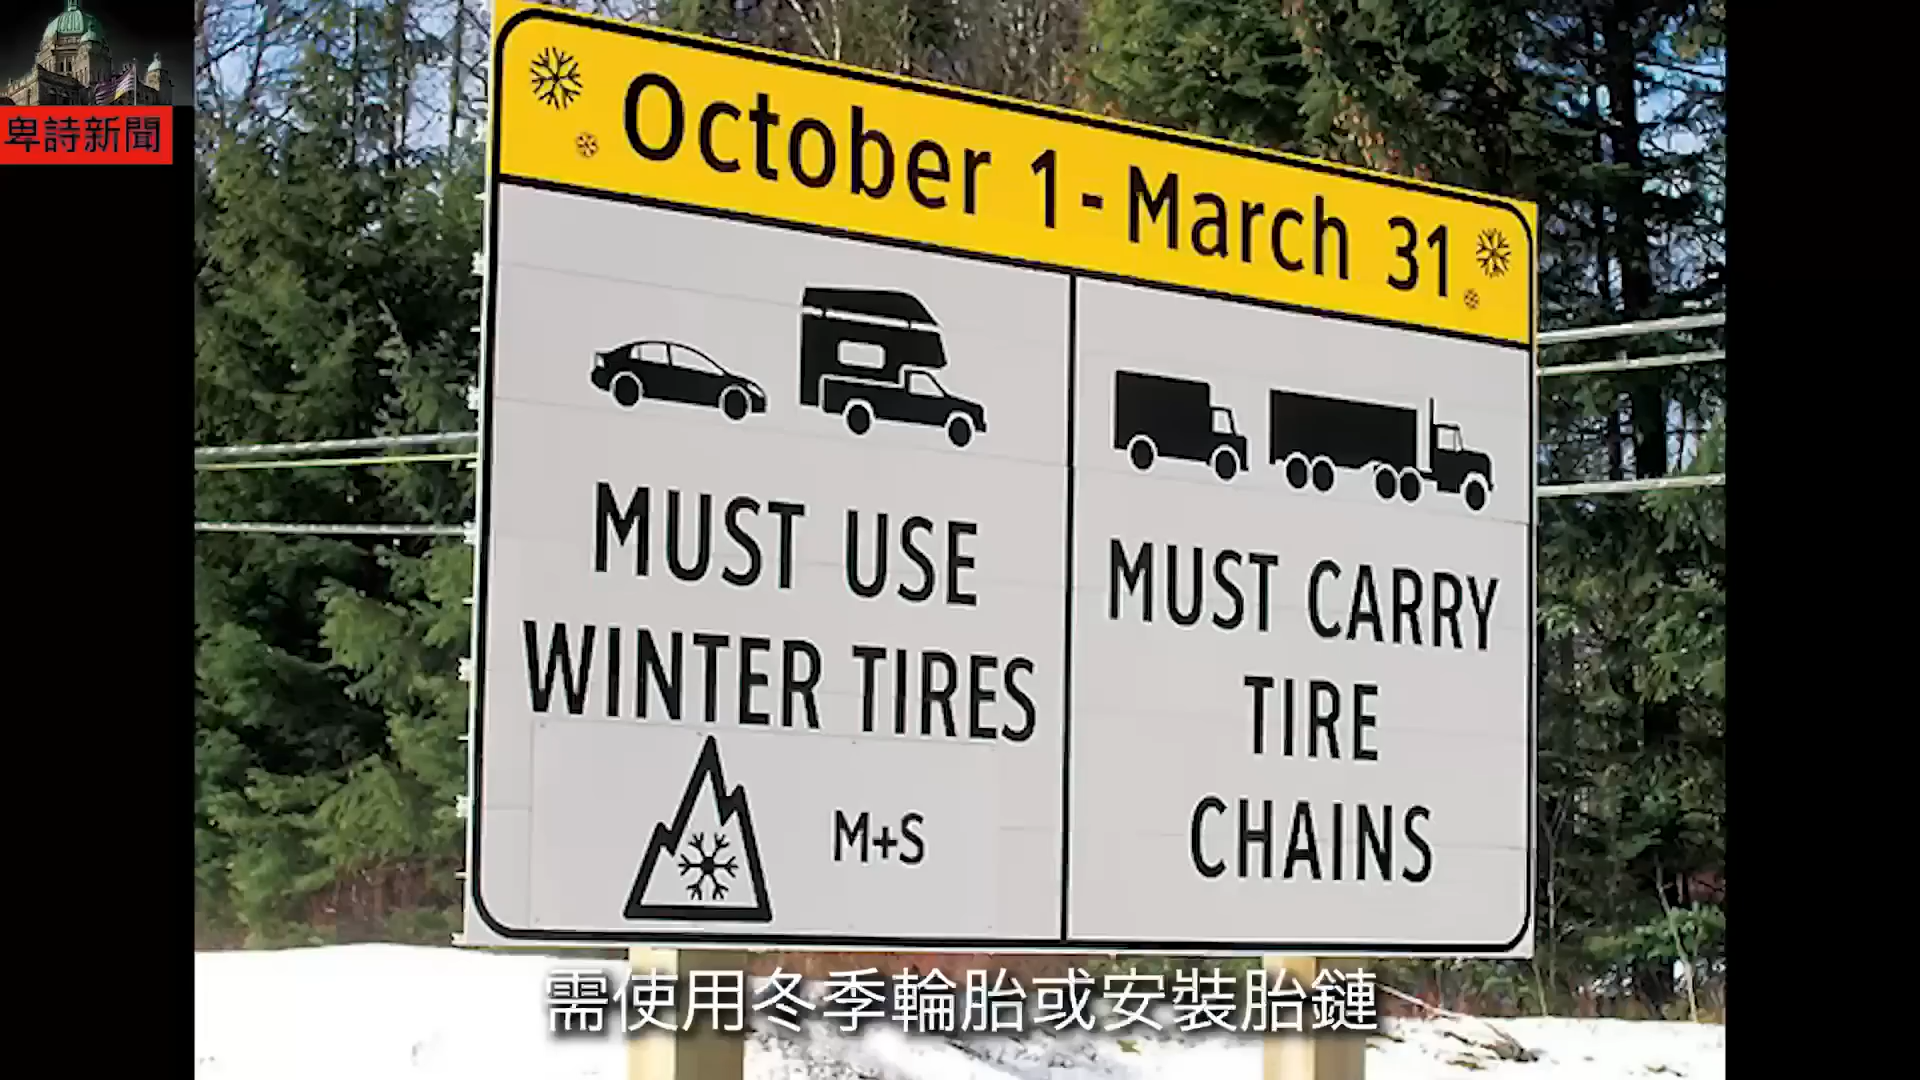 卑詩新聞
October 1 - March 31
MUST USE
WINTER TIRES
M+S
MUST CARRY
TIRE
CHAINS
需使用冬季輪胎或安裝胎鏈